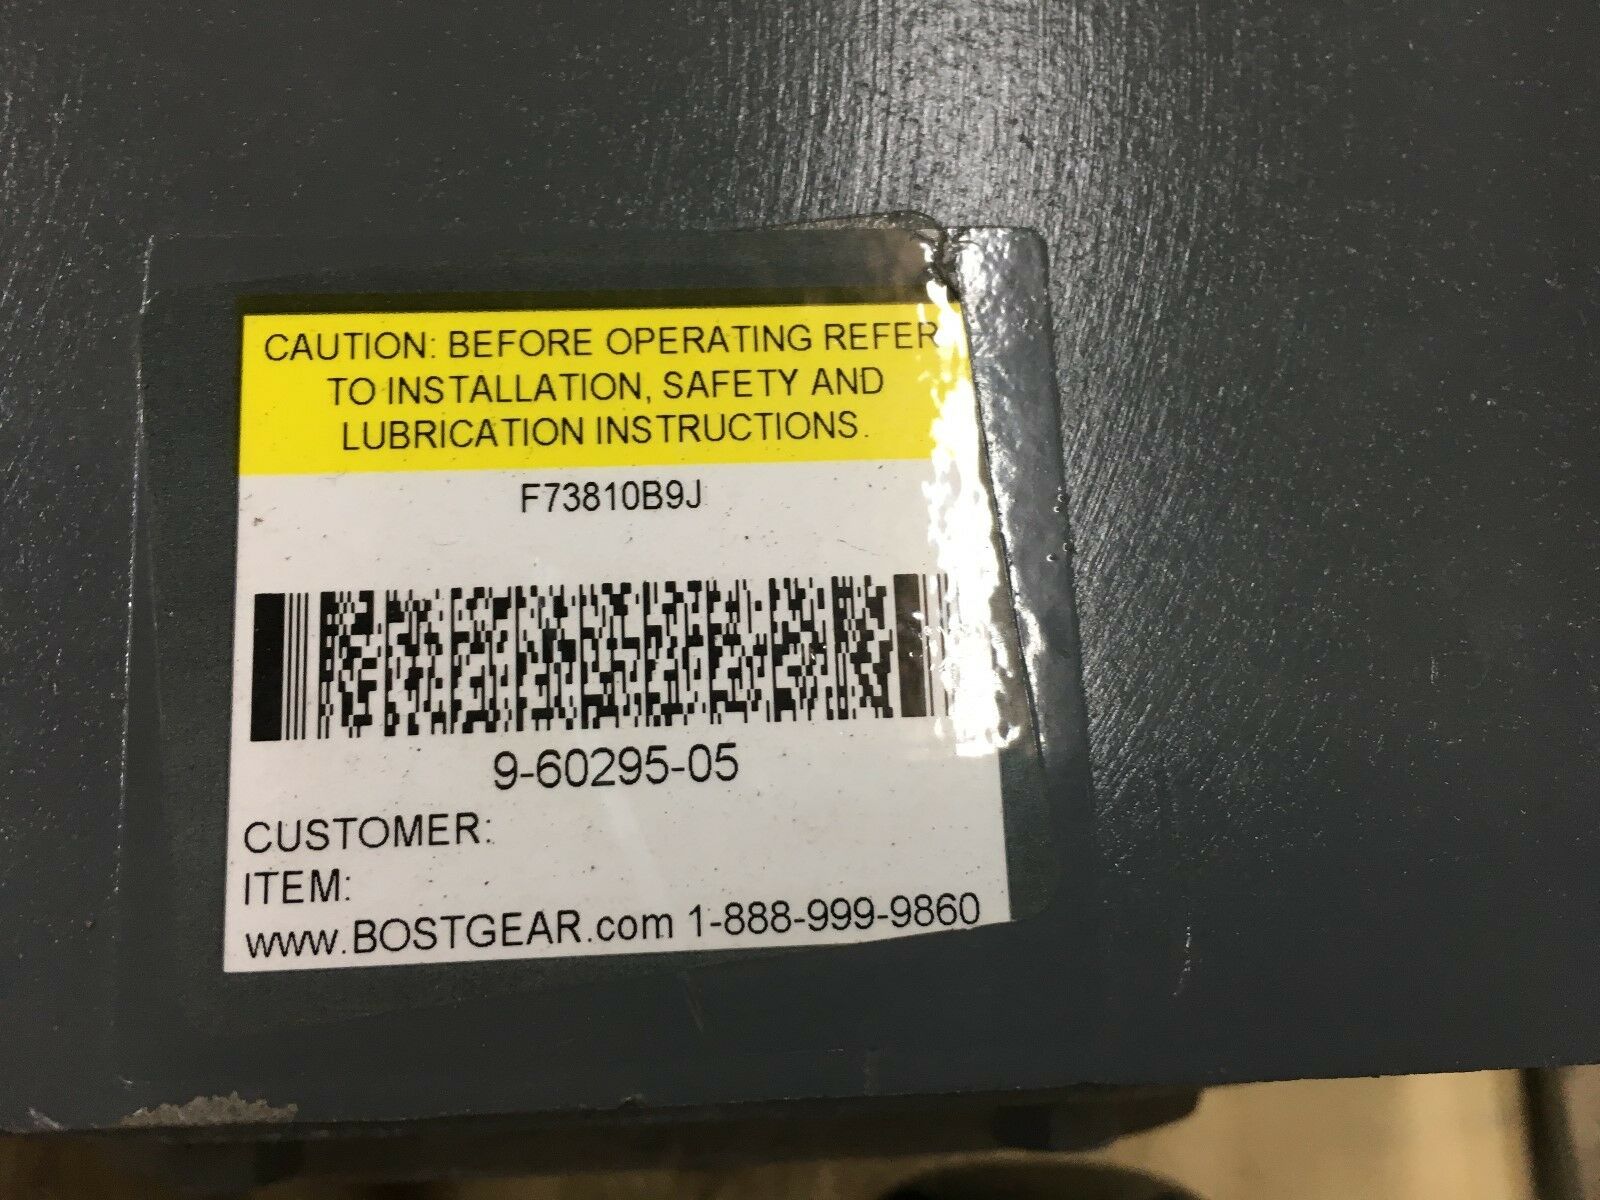 CAUTION: BEFORE OPERATING REFER
TO INSTALLATION, SAFETY AND
LUBRICATION INSTRUCTIONS.
F73810B9J
9-60295-05
CUSTOMER:
ITEM:
www.BOSTGEAR.com 1-888-999-9860